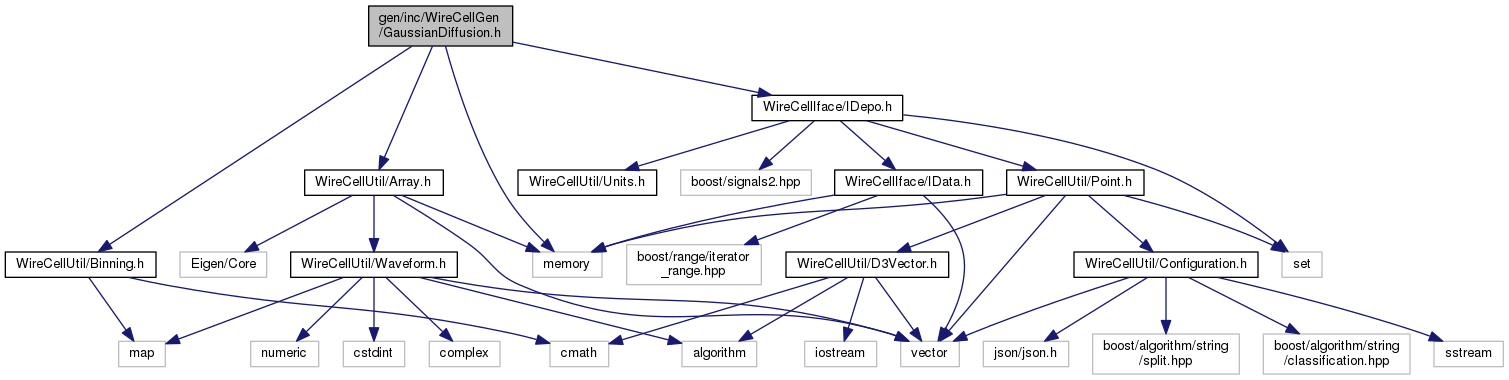 gen/inc/WireCellGen
/GaussianDiffusion.h
WireCellIface/IDepo.h
WireCellUtil/Array.h
WireCellUtil/Units.h
boost/signals2.hpp
WireCellIface/IData.h
WireCellUtil/Point.h
WireCellUtil/Binning.h
Eigen/Core
WireCellUtil/Waveform.h
memory
boost/range/iterator
_range.hpp
WireCellUtil/D3Vector.h
WireCellUtil/Configuration.h
set
map
numeric
cstdint
complex
cmath
algorithm
iostream
vector
json/json.h
boost/algorithm/string
/split.hpp
boost/algorithm/string
/classification.hpp
sstream